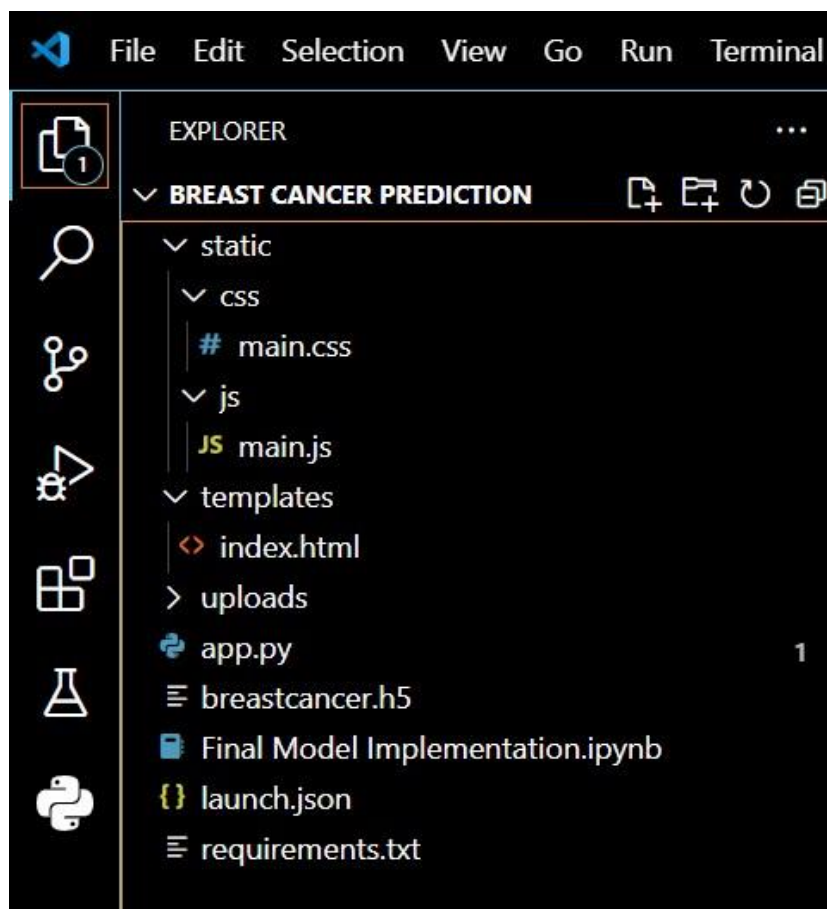 File Edit Selection View Go Run Terminal
EXPLORER
1
BREAST CANCER PREDICTION
static
css
# main.css
js
JS main.js
templates
<> index.html
uploads
app.py 1
breastcancer.h5
Final Model Implementation.ipynb
{} launch.json
requirements.txt